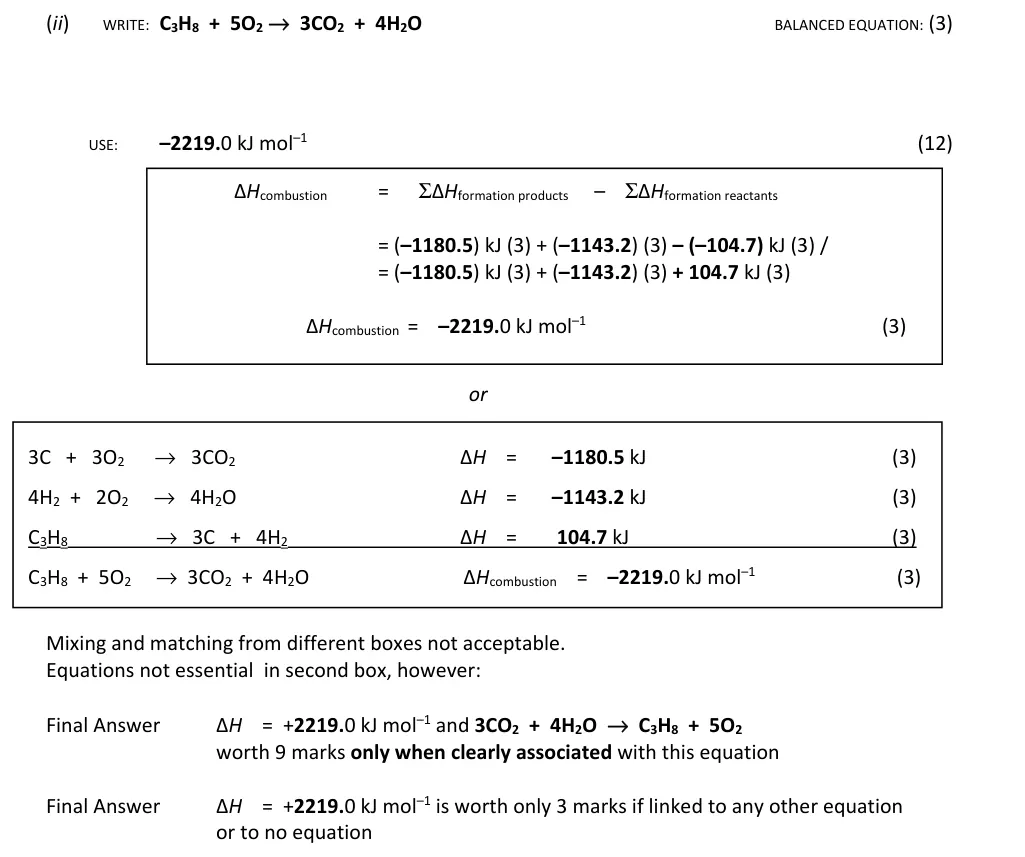 (ii) WRITE: C₃H₈ + 5O₂ → 3CO₂ + 4H₂O BALANCED EQUATION: (3)
USE: –2219.0 kJ mol⁻¹ (12)
ΔHcombustion = ΣΔHformation products – ΣΔHformation reactants
= (–1180.5) kJ (3) + (–1143.2) (3) – (–104.7) kJ (3) /
= (–1180.5) kJ (3) + (–1143.2) (3) + 104.7 kJ (3)
ΔHcombustion = –2219.0 kJ mol⁻¹ (3)
or
3C + 3O₂ → 3CO₂ ΔH = –1180.5 kJ (3)
4H₂ + 2O₂ → 4H₂O ΔH = –1143.2 kJ (3)
C₃H₈ → 3C + 4H₂ ΔH = 104.7 kJ (3)
C₃H₈ + 5O₂ → 3CO₂ + 4H₂O ΔHcombustion = –2219.0 kJ mol⁻¹ (3)
Mixing and matching from different boxes not acceptable.
Equations not essential in second box, however:
Final Answer ΔH = +2219.0 kJ mol⁻¹ and 3CO₂ + 4H₂O → C₃H₈ + 5O₂
worth 9 marks only when clearly associated with this equation
Final Answer ΔH = +2219.0 kJ mol⁻¹ is worth only 3 marks if linked to any other equation
or to no equation